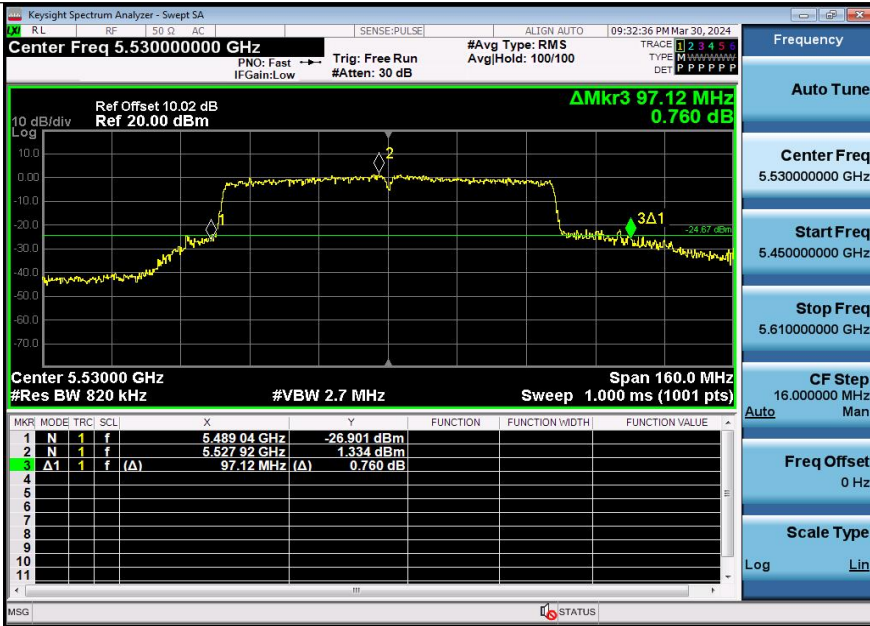 Keysight Spectrum Analyzer - Swept SA
LXI RL RF 50 Ω AC SENSE:PULSE ALIGN AUTO 09:32:36 PM Mar 30, 2024
Center Freq 5.530000000 GHz #Avg Type: RMS TRACE 1 2 3 4 5 6
PNO: Fast Trig: Free Run Avg|Hold: 100/100 TYPE M W W W W W
IFGain:Low #Atten: 30 dB DET P P P P P P
ΔMkr3 97.12 MHz
Ref Offset 10.02 dB
10 dB/div Ref 20.00 dBm 0.760 dB
Log
10.0
2
0.00
-10.0
1
3Δ1
-20.0
-24.67 dBm
-30.0
-40.0
-50.0
-60.0
-70.0
Center 5.53000 GHz Span 160.0 MHz
#Res BW 820 kHz #VBW 2.7 MHz Sweep 1.000 ms (1001 pts)
MKR MODE TRC SCL X Y FUNCTION FUNCTION WIDTH FUNCTION VALUE
1 N 1 f 5.489 04 GHz -26.901 dBm
2 N 1 f 5.527 92 GHz 1.334 dBm
3 Δ1 1 f (Δ) 97.12 MHz (Δ) 0.760 dB
4
5
6
7
8
9
10
11
MSG STATUS
Frequency
Auto Tune
Center Freq
5.530000000 GHz
Start Freq
5.450000000 GHz
Stop Freq
5.610000000 GHz
CF Step
16.000000 MHz
Auto Man
Freq Offset
0 Hz
Scale Type
Log Lin